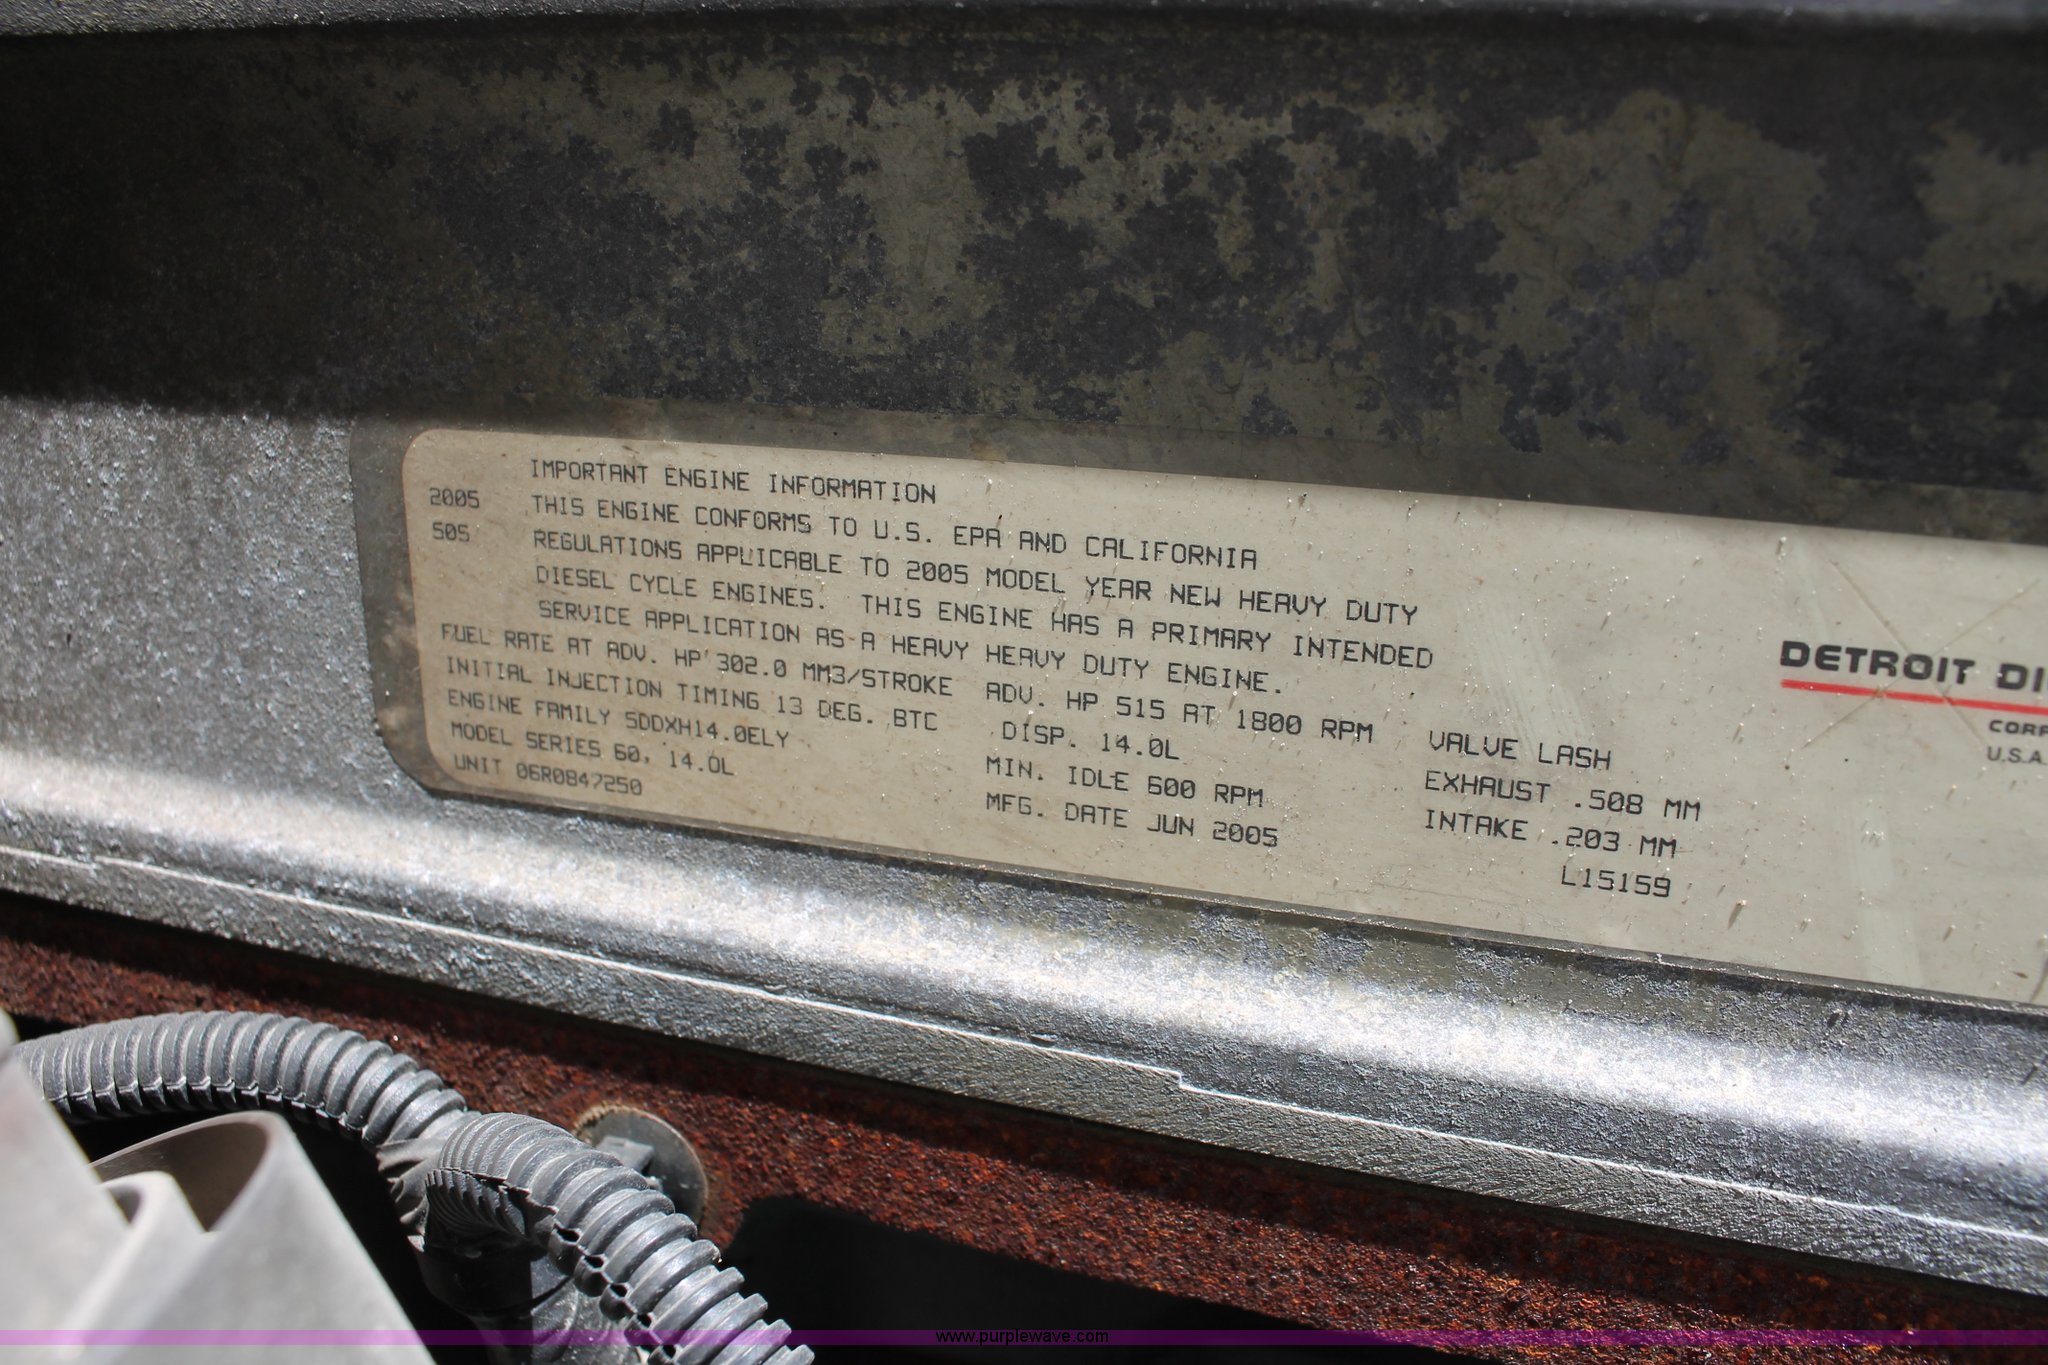 IMPORTANT ENGINE INFORMATION
2005 THIS ENGINE CONFORMS TO U.S. EPA AND CALIFORNIA
505 REGULATIONS APPLICABLE TO 2005 MODEL YEAR NEW HEAVY DUTY
DIESEL CYCLE ENGINES. THIS ENGINE HAS A PRIMARY INTENDED
SERVICE APPLICATION AS A HEAVY HEAVY DUTY ENGINE.
FUEL RATE AT ADV. HP 302.0 MM3/STROKE ADV. HP 515 AT 1800 RPM
INITIAL INJECTION TIMING 13 DEG. BTC DISP. 14.0L VALVE LASH
ENGINE FAMILY 5DDXH14.0ELY MIN. IDLE 600 RPM EXHAUST .508 MM
MODEL SERIES 60, 14.0L MFG. DATE JUN 2005 INTAKE .203 MM
UNIT 06R0847250 L15159
DETROIT DI
CORP
U.S.A.
www.purplewave.com